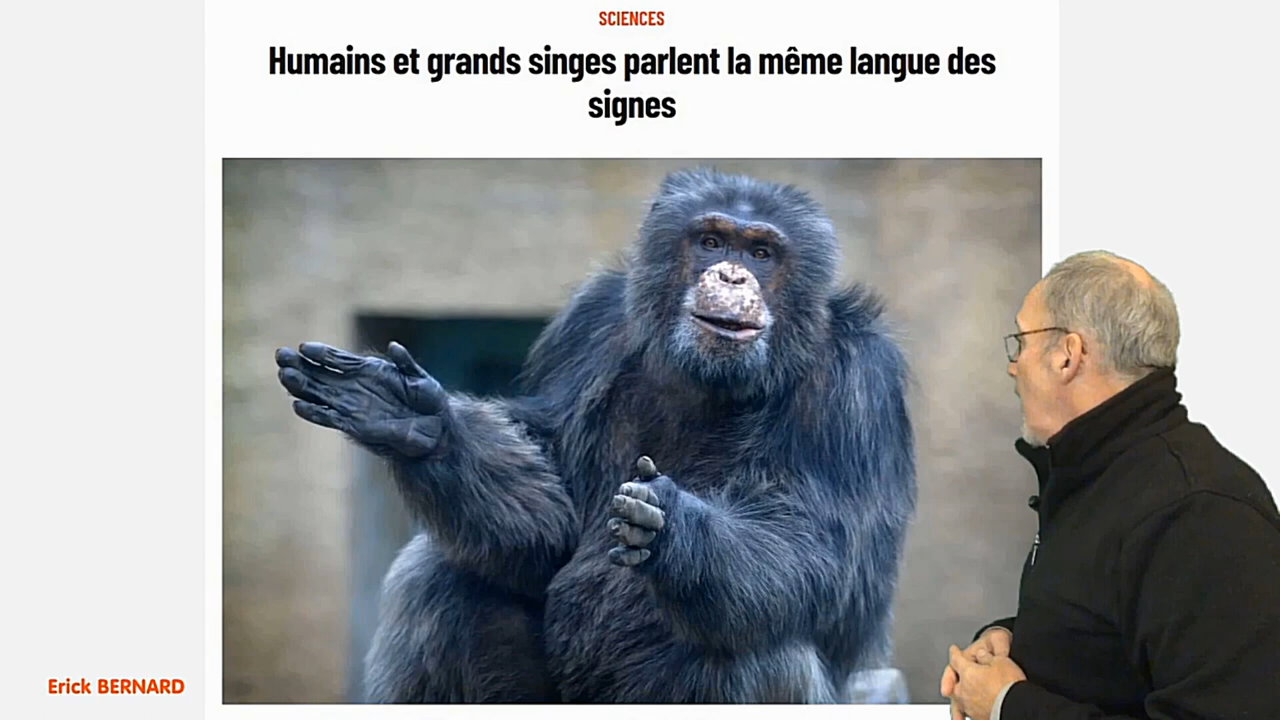 SCIENCES
Humains et grands singes parlent la même langue des
signes
Erick BERNARD